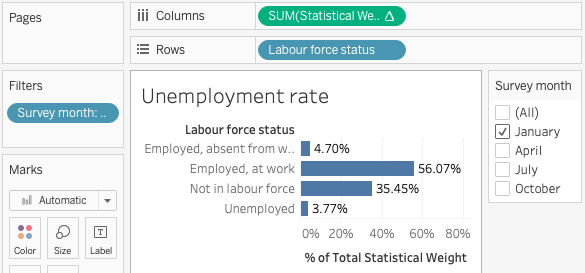 Pages
Columns
SUM(Statistical We.. Δ
Rows
Labour force status
Filters
Survey month: ..
Marks
Automatic
Color
Size
T
Label
Unemployment rate
Labour force status
Employed, absent from w..
4.70%
Employed, at work
56.07%
Not in labour force
35.45%
Unemployed
3.77%
0% 20% 40% 60% 80%
% of Total Statistical Weight
Survey month
(All)
January
April
July
October